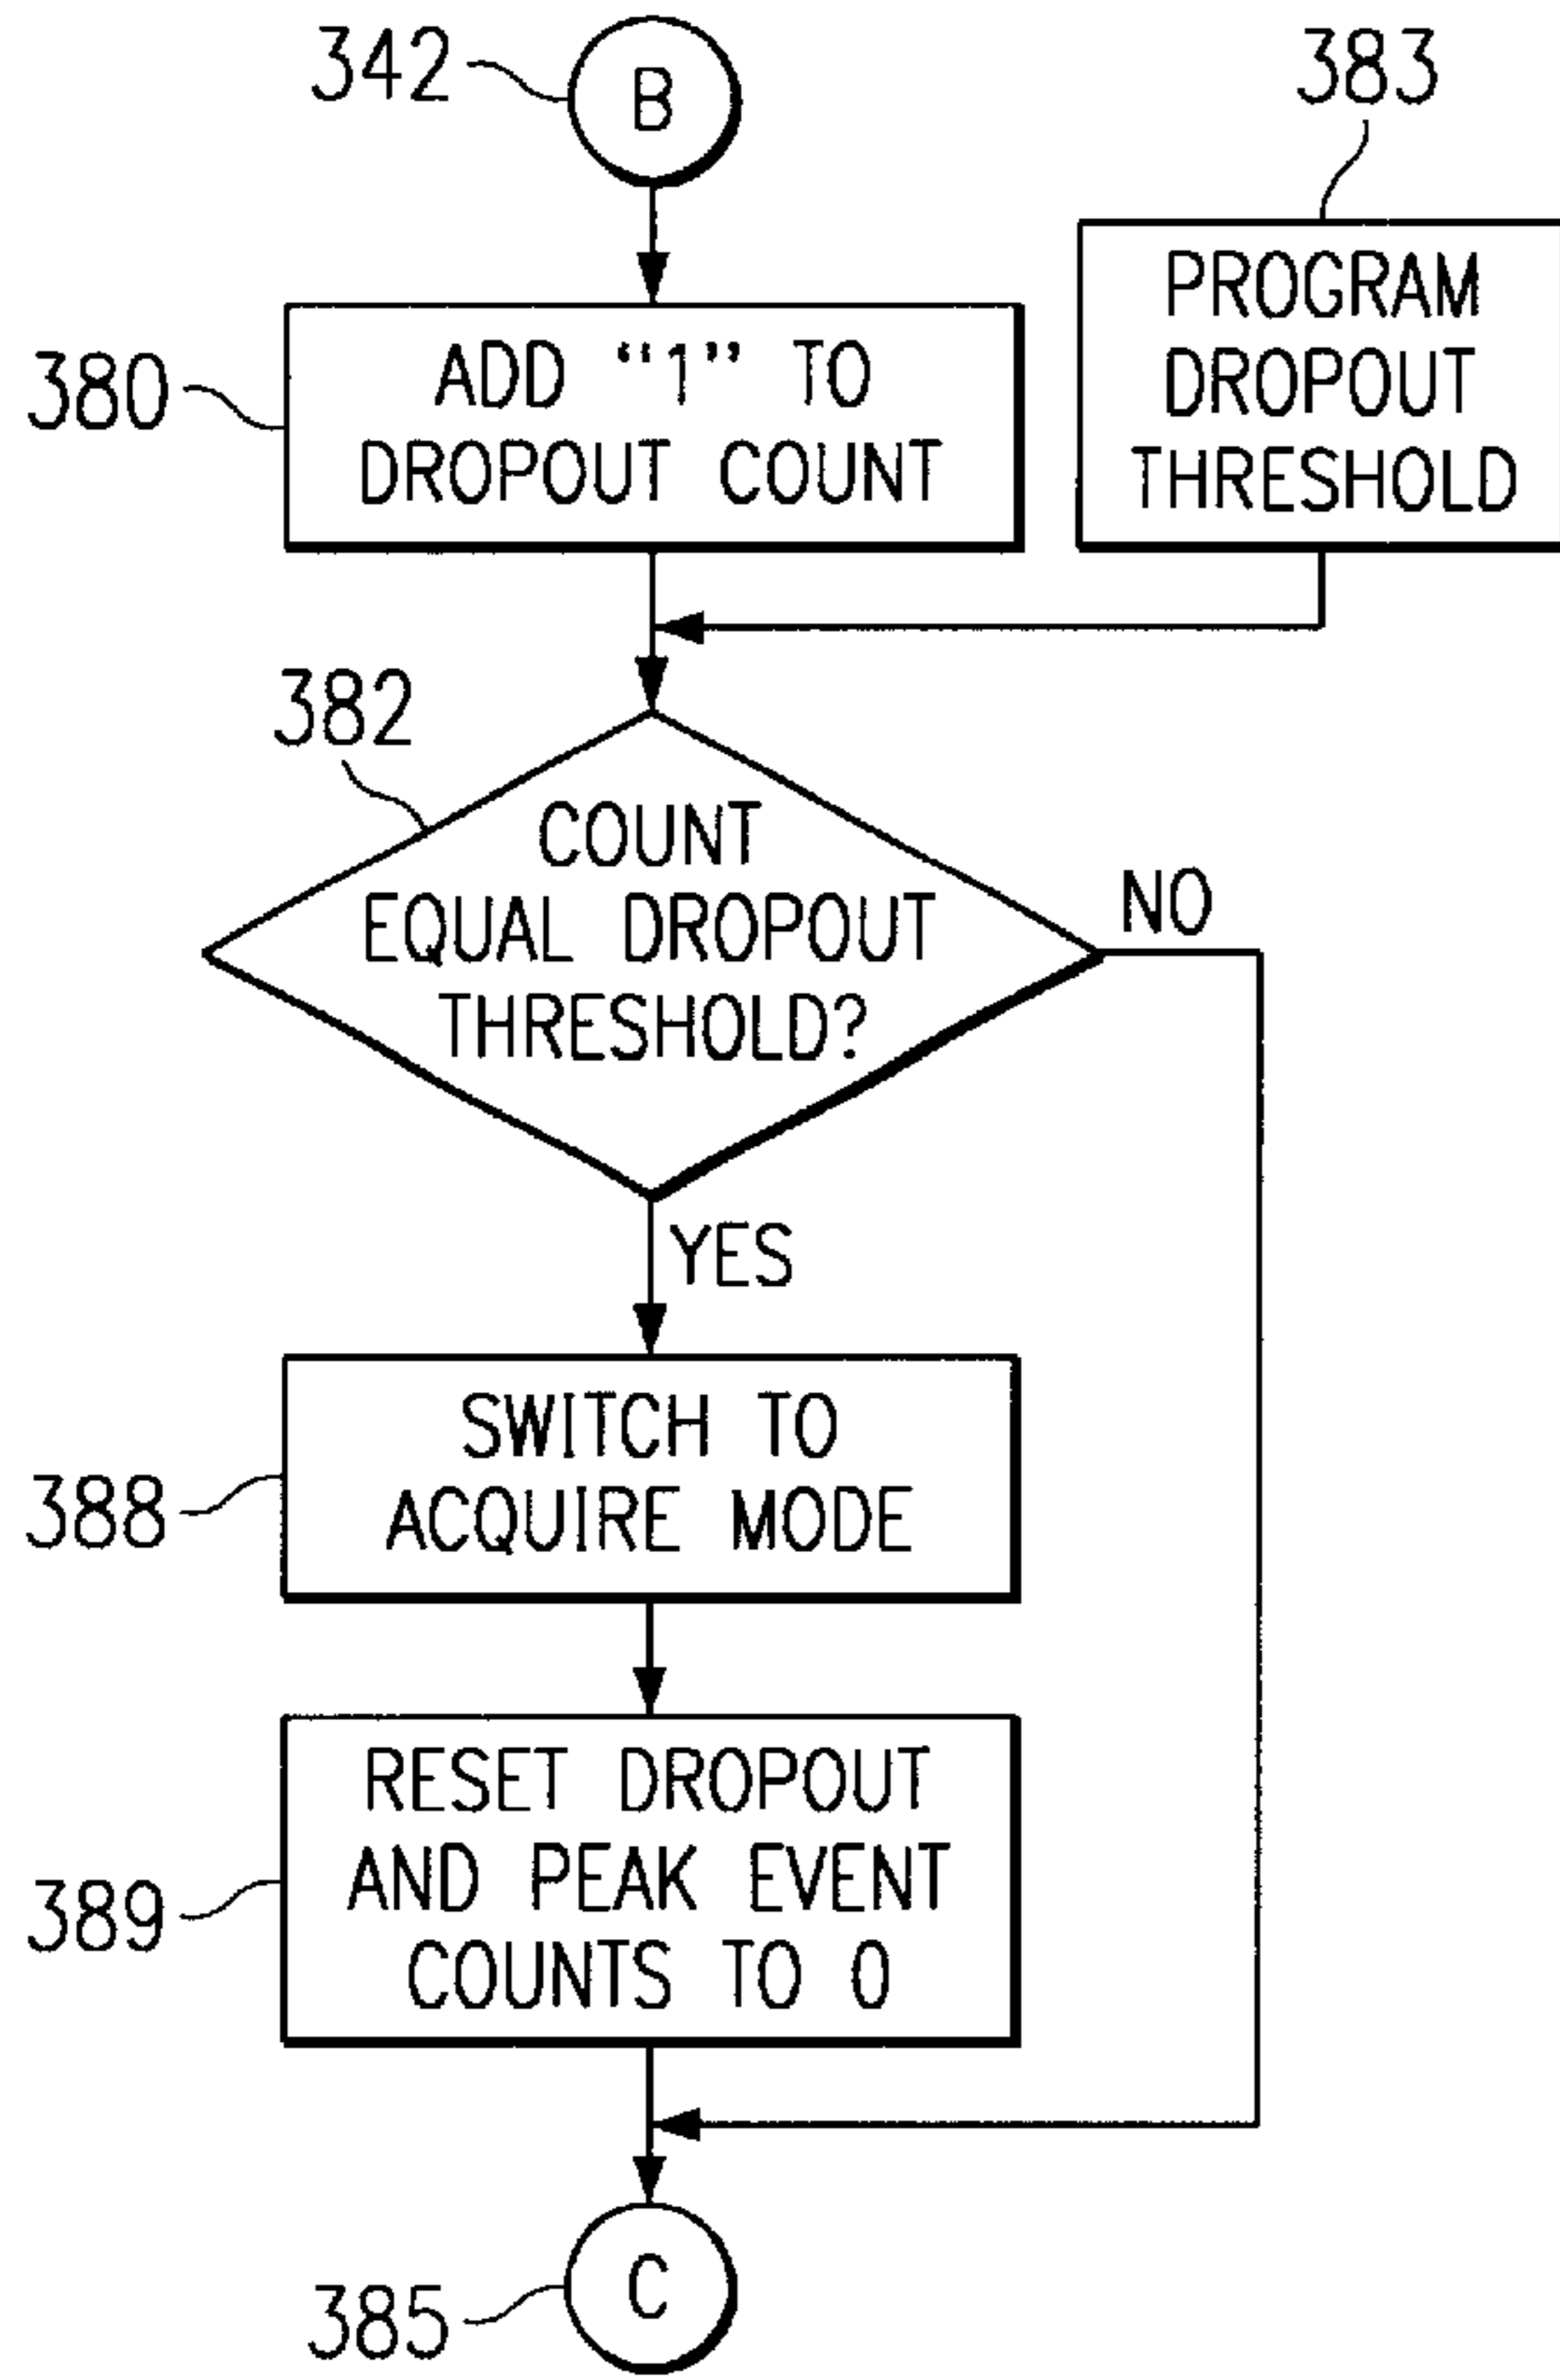 342
B
383
PROGRAM
DROPOUT
THRESHOLD
380
ADD “1” TO
DROPOUT COUNT
382
COUNT
EQUAL DROPOUT
THRESHOLD?
NO
YES
388
SWITCH TO
ACQUIRE MODE
389
RESET DROPOUT
AND PEAK EVENT
COUNTS TO 0
385
C